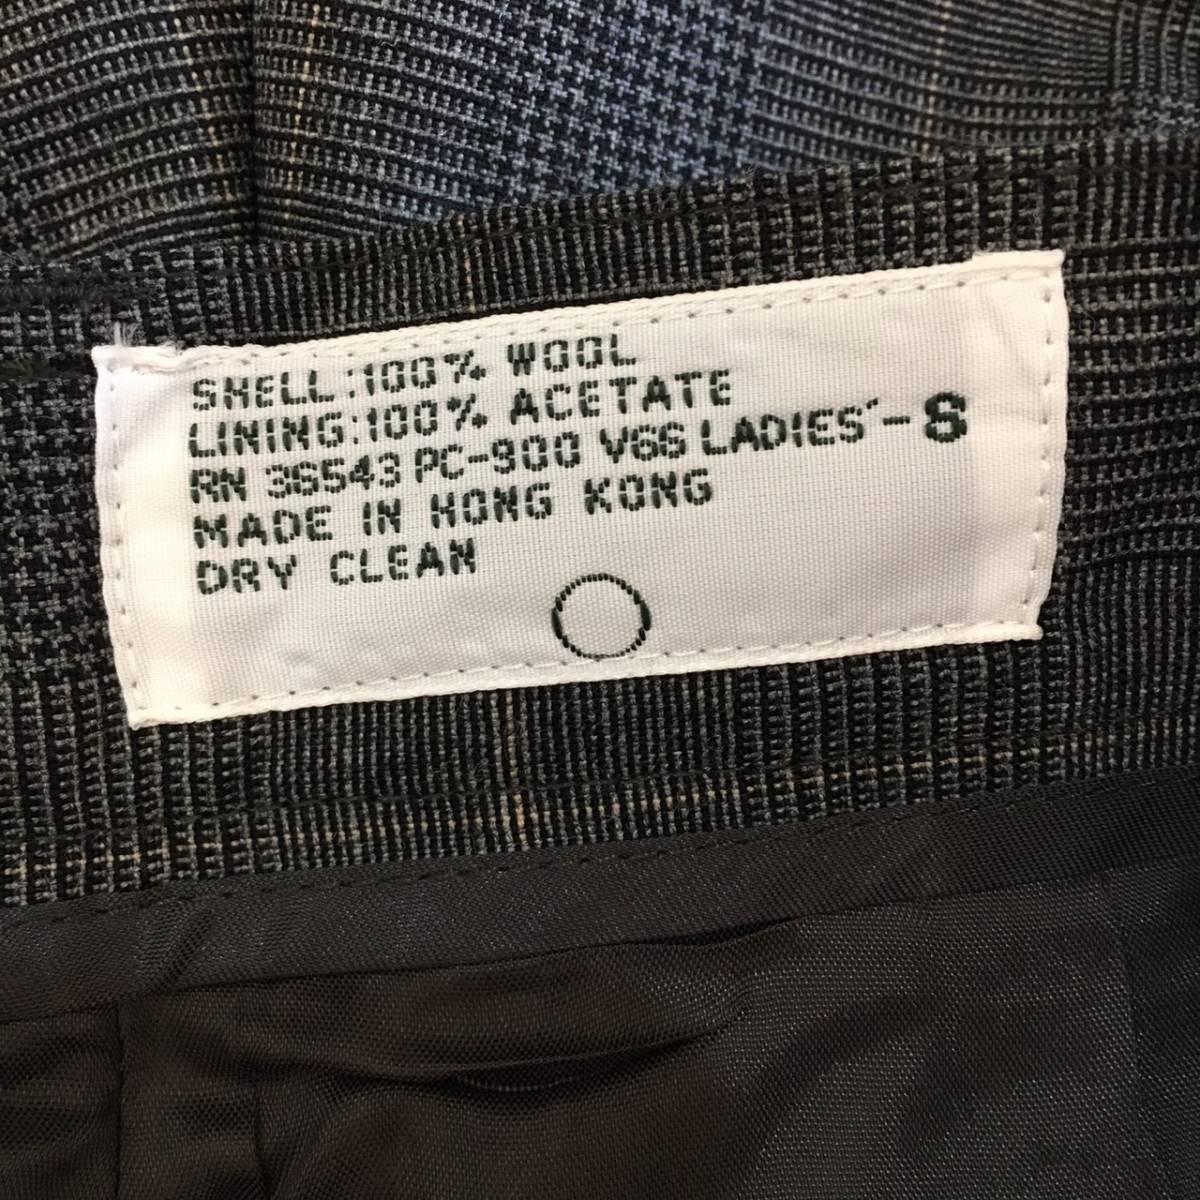 SHELL:100% WOOL
LINING:100% ACETATE
RN 36543 PC-900 V66 LADIES'-S
MADE IN HONG KONG
DRY CLEAN